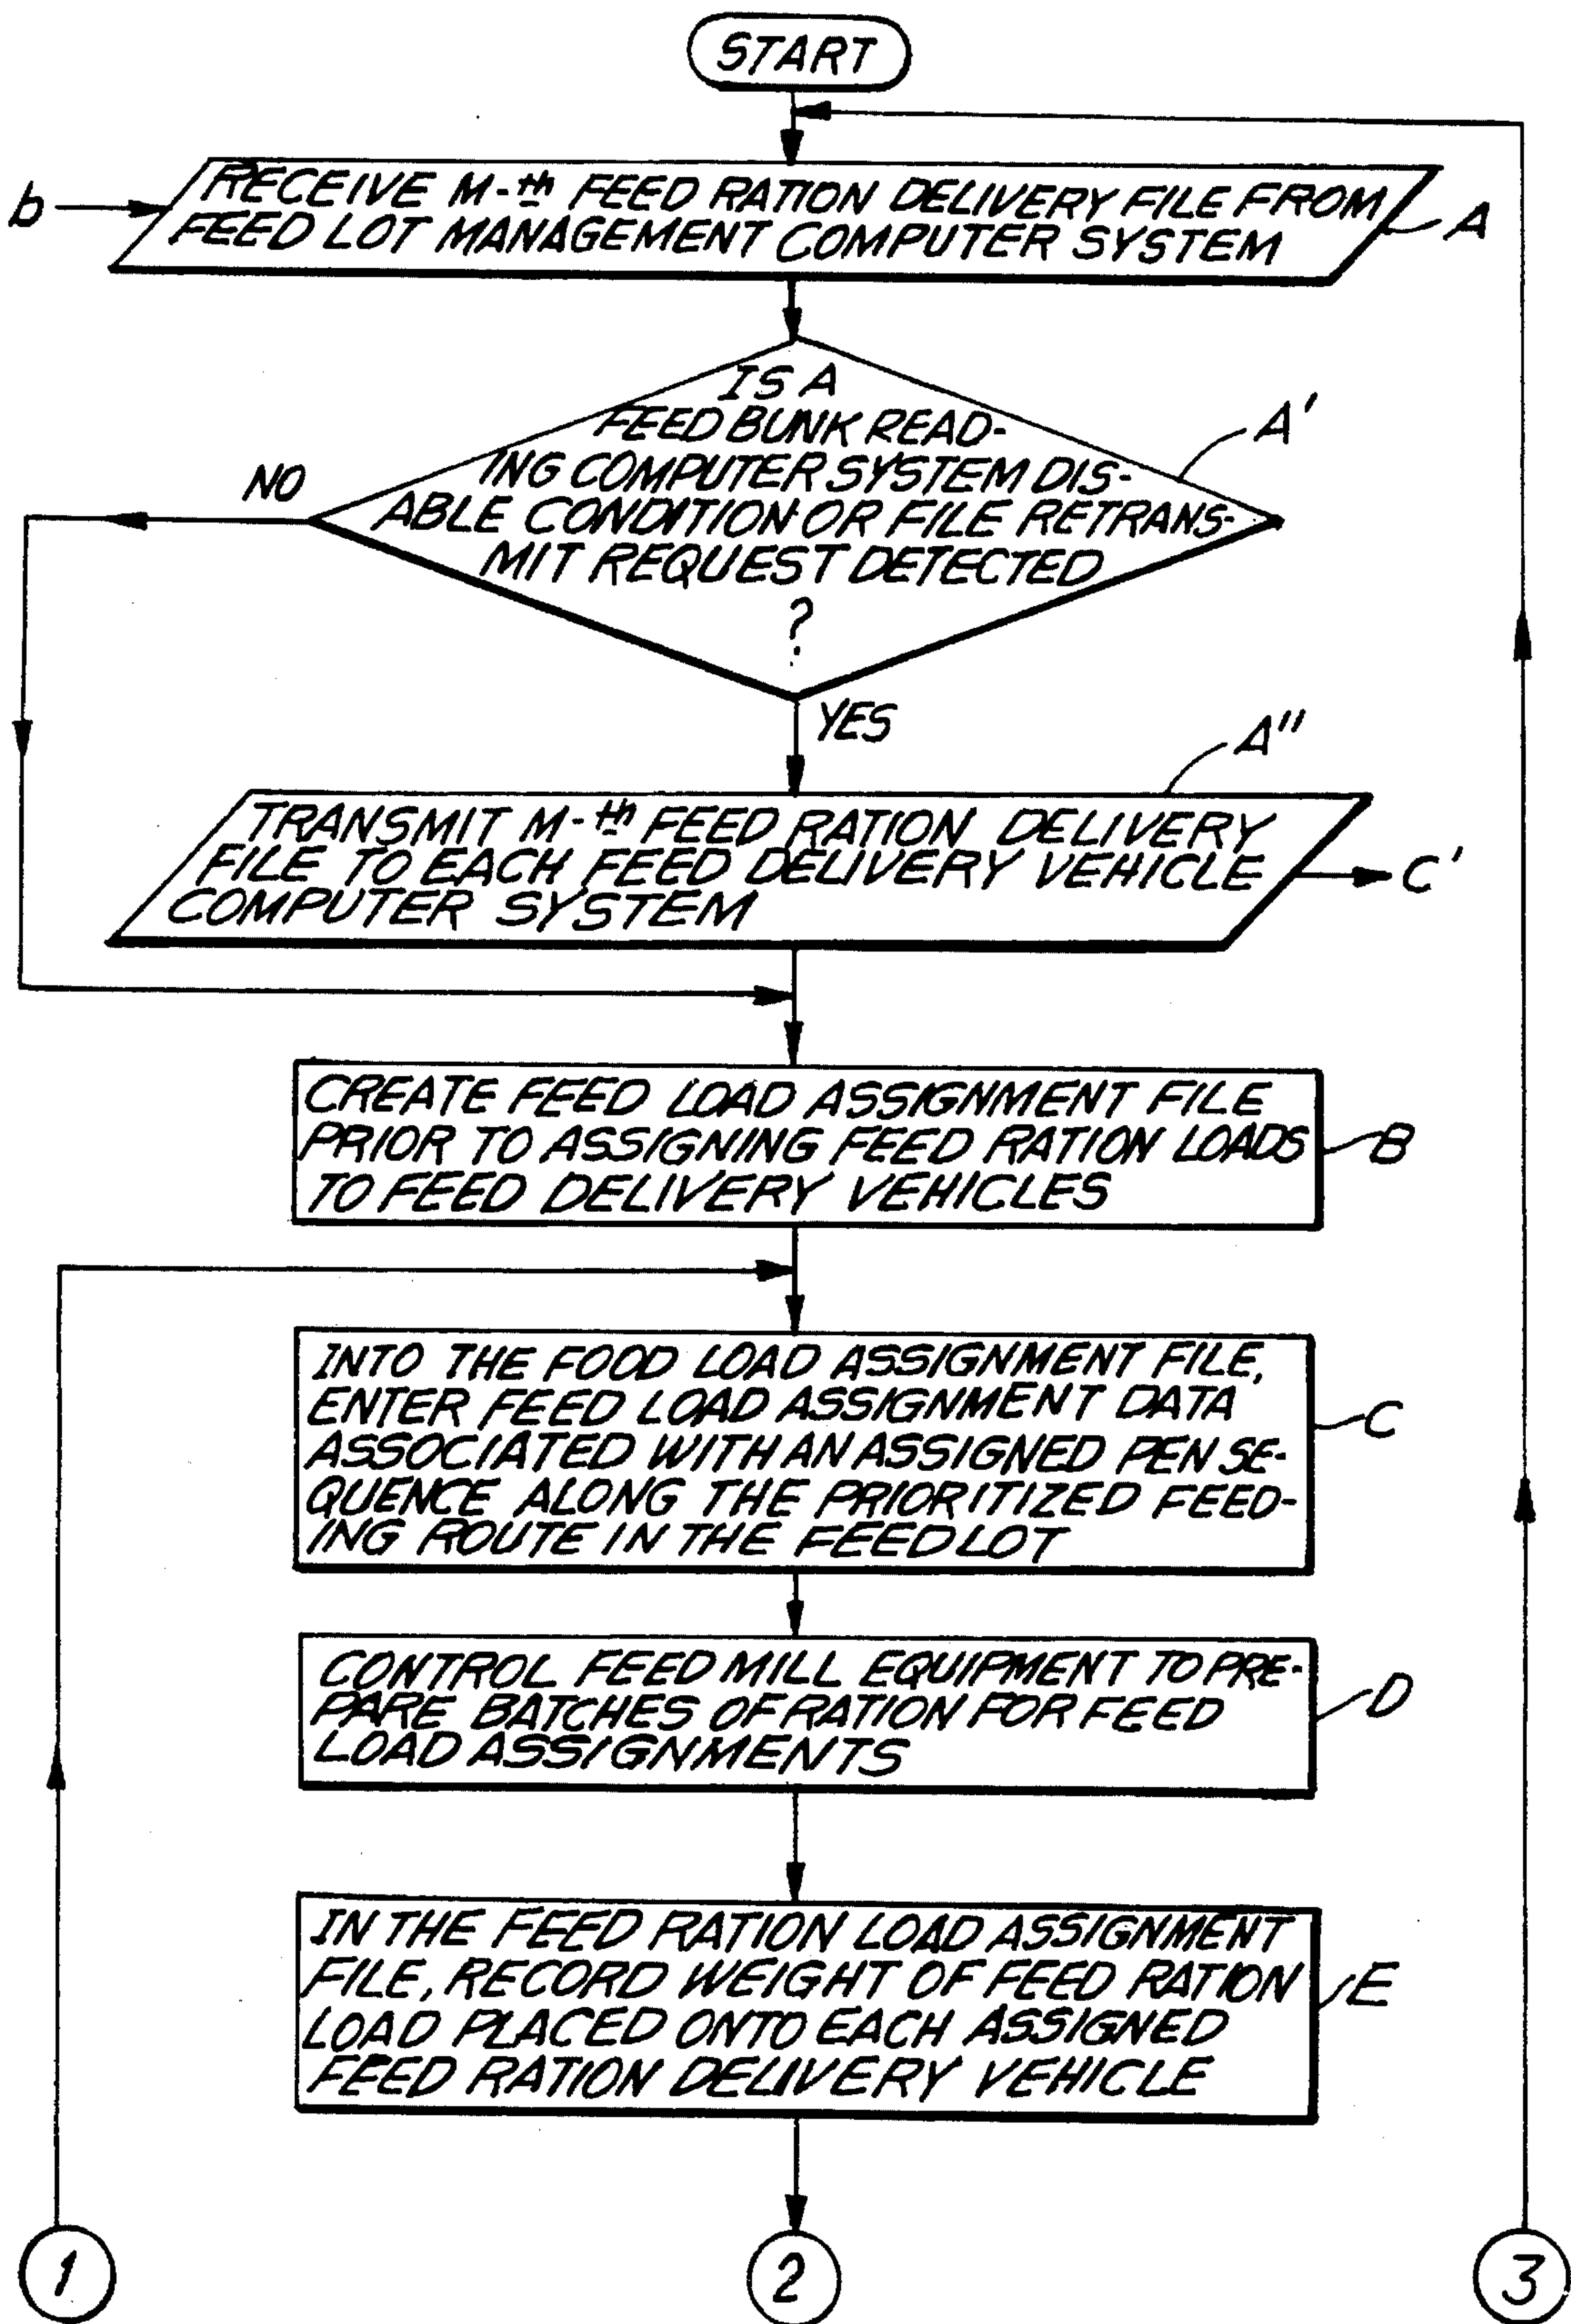 START
RECEIVE M-th FEED RATION DELIVERY FILE FROM
FEED LOT MANAGEMENT COMPUTER SYSTEM
b
A
IS A
FEED BUNK READ-
ING COMPUTER SYSTEM DIS-
ABLE CONDITION OR FILE RETRANS-
MIT REQUEST DETECTED
?
A'
NO
YES
A''
TRANSMIT M-th FEED RATION DELIVERY
FILE TO EACH FEED DELIVERY VEHICLE
COMPUTER SYSTEM
C'
CREATE FEED LOAD ASSIGNMENT FILE
PRIOR TO ASSIGNING FEED RATION LOADS
TO FEED DELIVERY VEHICLES
B
INTO THE FOOD LOAD ASSIGNMENT FILE,
ENTER FEED LOAD ASSIGNMENT DATA
ASSOCIATED WITH AN ASSIGNED PEN SE-
QUENCE ALONG THE PRIORITIZED FEED-
ING ROUTE IN THE FEEDLOT
C
CONTROL FEED MILL EQUIPMENT TO PRE-
PARE BATCHES OF RATION FOR FEED
LOAD ASSIGNMENTS
D
IN THE FEED RATION LOAD ASSIGNMENT
FILE, RECORD WEIGHT OF FEED RATION
LOAD PLACED ONTO EACH ASSIGNED
FEED RATION DELIVERY VEHICLE
E
1
2
3